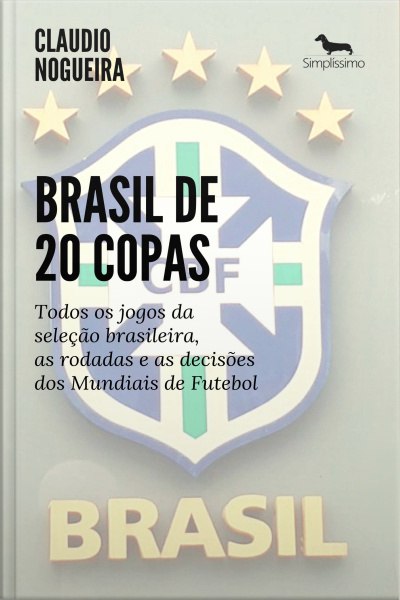 CLAUDIO
NOGUEIRA
Simplíssimo
BRASIL DE
20 COPAS
CBF
Todos os jogos da
seleção brasileira,
as rodadas e as decisões
dos Mundiais de Futebol
BRASIL